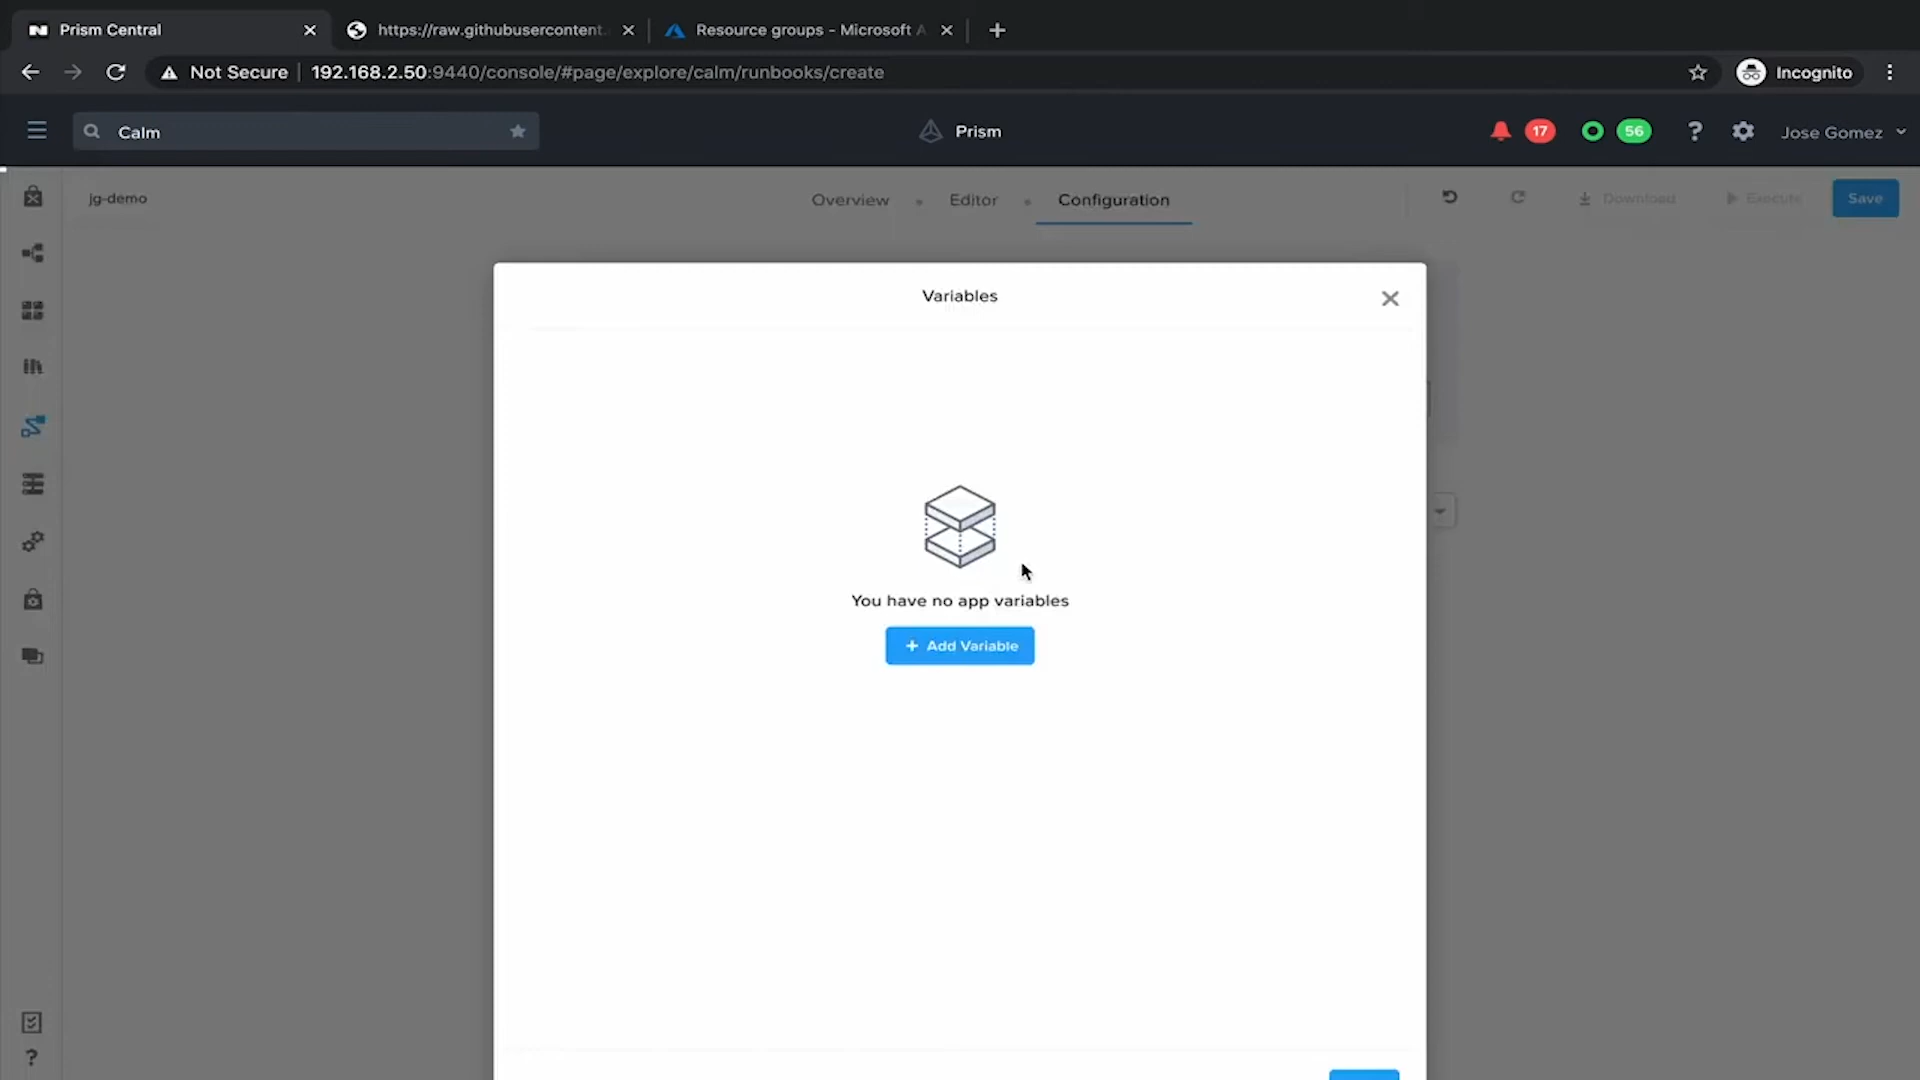 Prism Central
https://raw.githubusercontent.
Resource groups - Microsoft A
Not Secure
192.168.2.50:9440/console/#page/explore/calm/runbooks/create
Incognito
Calm
Prism
17
56
?
Jose Gomez
jg-demo
Overview
Editor
Configuration
Download
Execute
Save
Variables
You have no app variables
+ Add Variable
?